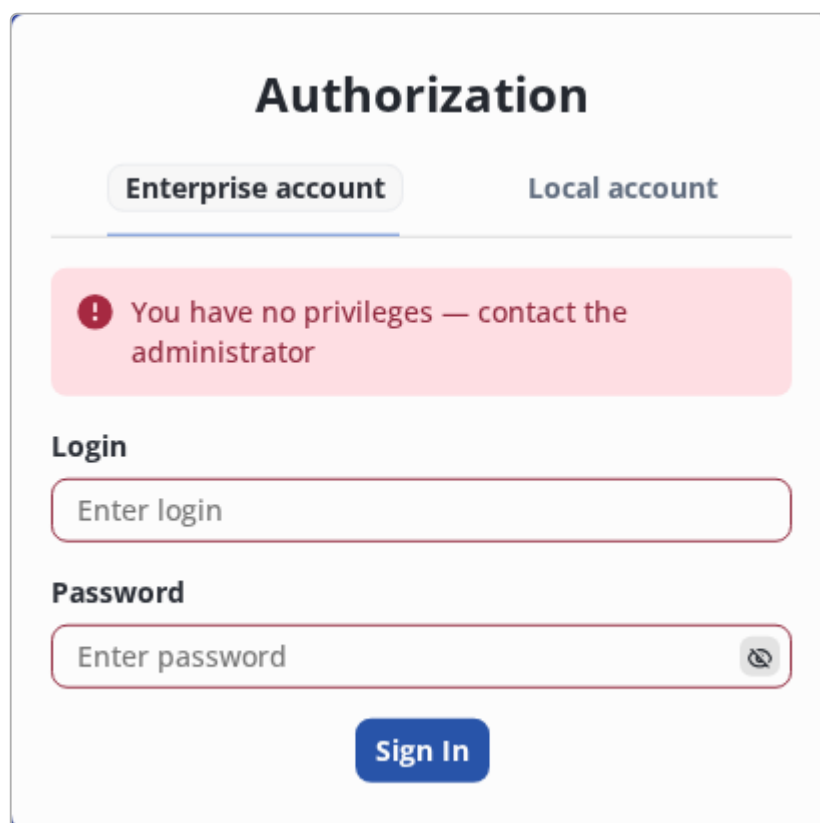 Authorization
Enterprise account Local account
You have no privileges — contact the
administrator
Login
Enter login
Password
Enter password
Sign In